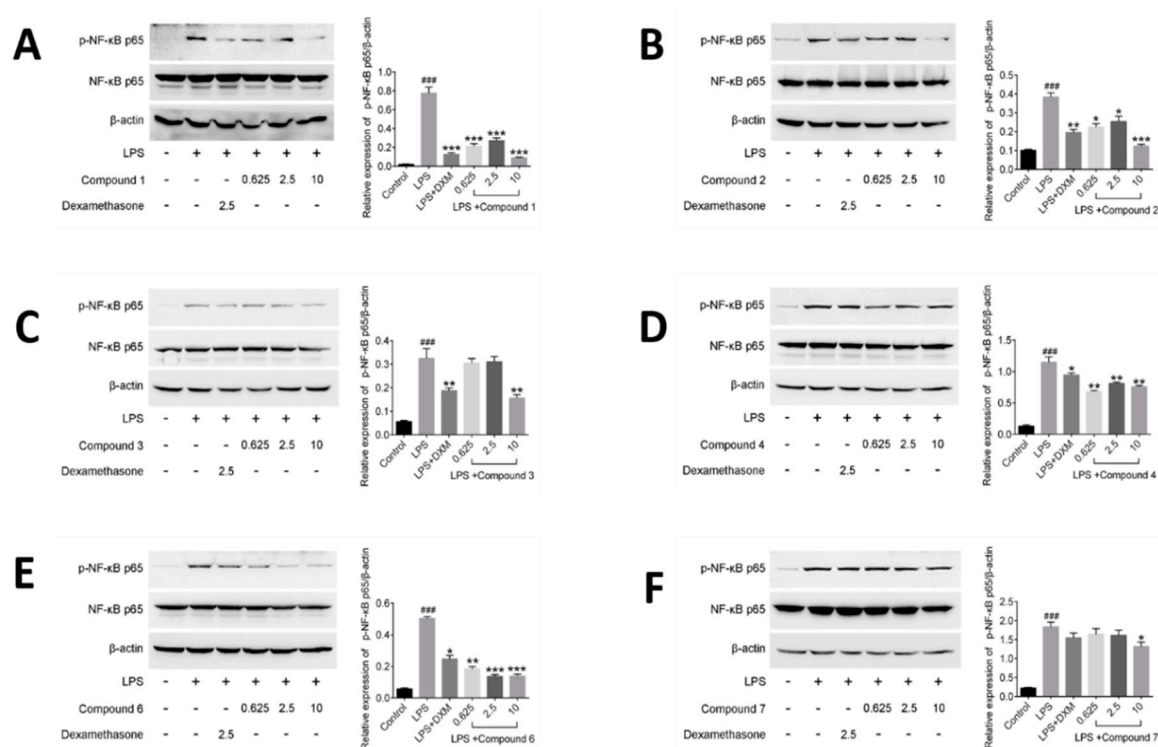 A
p-NF-κB p65
NF-κB p65
β-actin
LPS - + + + + +
Compound 1 - - - 0.625 2.5 10
Dexamethasone - - 2.5 - - -
Relative expression of p-NF-κB p65/β-actin
1.0
0.8
0.6
0.4
0.2
0.0
###
*** *** *** ***
Control LPS LPS+DXM 0.625 2.5 10
LPS +Compound 1
B
p-NF-κB p65
NF-κB p65
β-actin
LPS - + + + + +
Compound 2 - - - 0.625 2.5 10
Dexamethasone - - 2.5 - - -
Relative expression of p-NF-κB p65/β-actin
0.5
0.4
0.3
0.2
0.1
0.0
###
** * * ***
Control LPS LPS+DXM 0.625 2.5 10
LPS +Compound 2
C
p-NF-κB p65
NF-κB p65
β-actin
LPS - + + + + +
Compound 3 - - - 0.625 2.5 10
Dexamethasone - - 2.5 - - -
Relative expression of p-NF-κB p65/β-actin
0.4
0.3
0.2
0.1
0.0
###
** **
Control LPS LPS+DXM 0.625 2.5 10
LPS +Compound 3
D
p-NF-κB p65
NF-κB p65
β-actin
LPS - + + + + +
Compound 4 - - - 0.625 2.5 10
Dexamethasone - - 2.5 - - -
Relative expression of p-NF-κB p65/β-actin
1.5
1.0
0.5
0.0
###
* ** ** **
Control LPS LPS+DXM 0.625 2.5 10
LPS +Compound 4
E
p-NF-κB p65
NF-κB p65
β-actin
LPS - + + + + +
Compound 6 - - - 0.625 2.5 10
Dexamethasone - - 2.5 - - -
Relative expression of p-NF-κB p65/β-actin
0.6
0.4
0.2
0.0
###
* ** *** ***
Control LPS LPS+DXM 0.625 2.5 10
LPS +Compound 6
F
p-NF-κB p65
NF-κB p65
β-actin
LPS - + + + + +
Compound 7 - - - 0.625 2.5 10
Dexamethasone - - 2.5 - - -
Relative expression of p-NF-κB p65/β-actin
2.5
2.0
1.5
1.0
0.5
0.0
###
*
Control LPS LPS+DXM 0.625 2.5 10
LPS +Compound 7